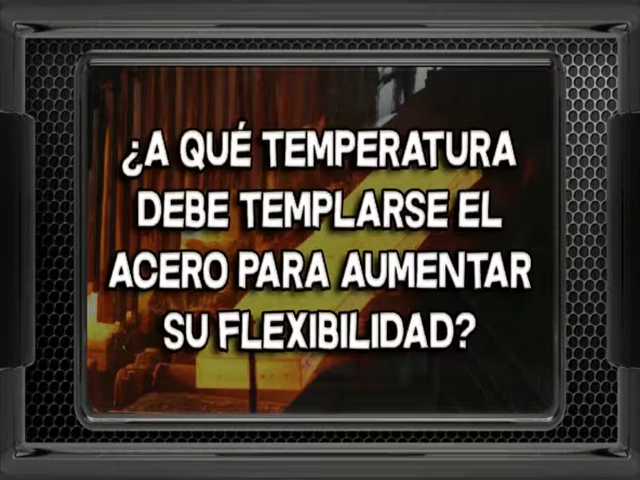 ¿A QUÉ TEMPERATURA
DEBE TEMPLARSE EL
ACERO PARA AUMENTAR
SU FLEXIBILIDAD?